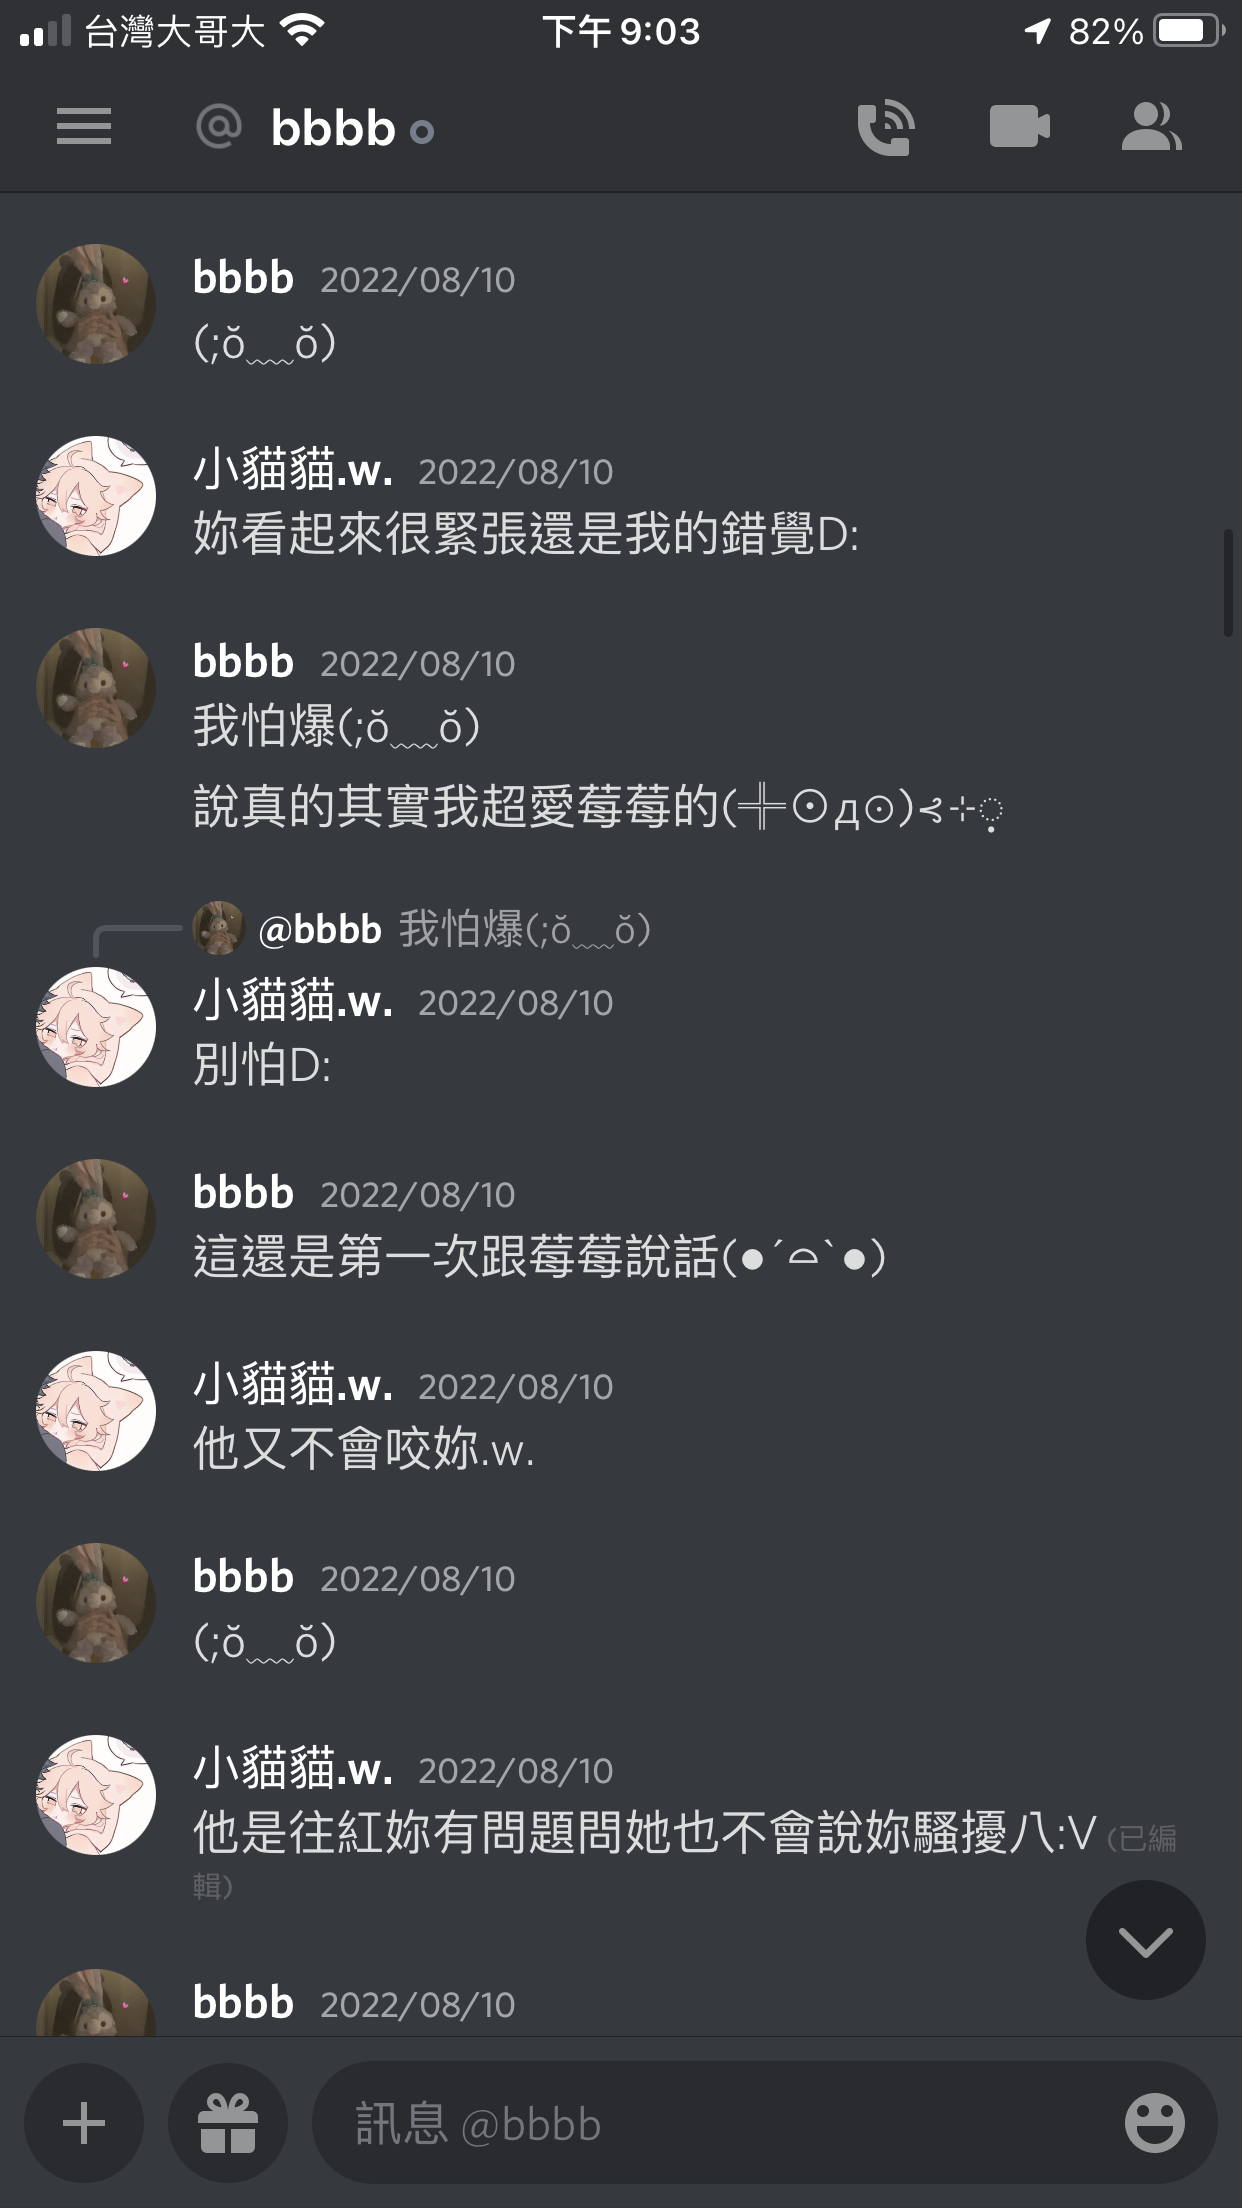 台灣大哥大 下午 9:03 82%
@ bbbb
bbbb 2022/08/10
(;ŏ﹏ŏ)
小貓貓.w. 2022/08/10
妳看起來很緊張還是我的錯覺D:
bbbb 2022/08/10
我怕爆(;ŏ﹏ŏ)
說真的其實我超愛莓莓的(╬⊙д⊙)⊰⊹ฺ
@bbbb 我怕爆(;ŏ﹏ŏ)
小貓貓.w. 2022/08/10
別怕D:
bbbb 2022/08/10
這還是第一次跟莓莓說話(●´⌓`●)
小貓貓.w. 2022/08/10
他又不會咬妳.w.
bbbb 2022/08/10
(;ŏ﹏ŏ)
小貓貓.w. 2022/08/10
他是往紅妳有問題問她也不會說妳騷擾八:V (已編
輯)
bbbb 2022/08/10
訊息 @bbbb